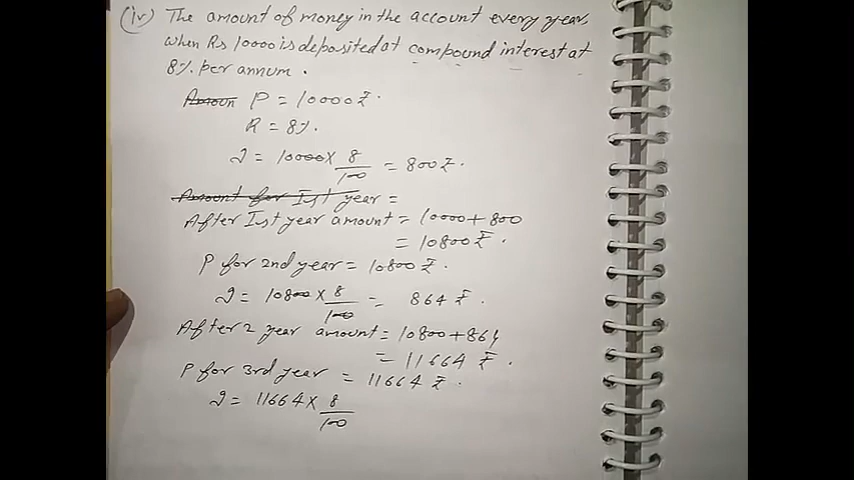 (iv) The amount of money in the account every year,
when Rs 10000 is deposited at compound interest at
8% per annum.
Amoun P = 10000 ₹.
R = 8%.
I = 10000 × 8/100 = 800 ₹.
Amount for Ist year =
After Ist year amount = 10000 + 800
= 10800 ₹.
P for 2nd year = 10800 ₹.
I = 10800 × 8/100 = 864 ₹.
After 2 year amount = 10800 + 864
= 11664 ₹.
P for 3rd year = 11664 ₹.
I = 11664 × 8/100